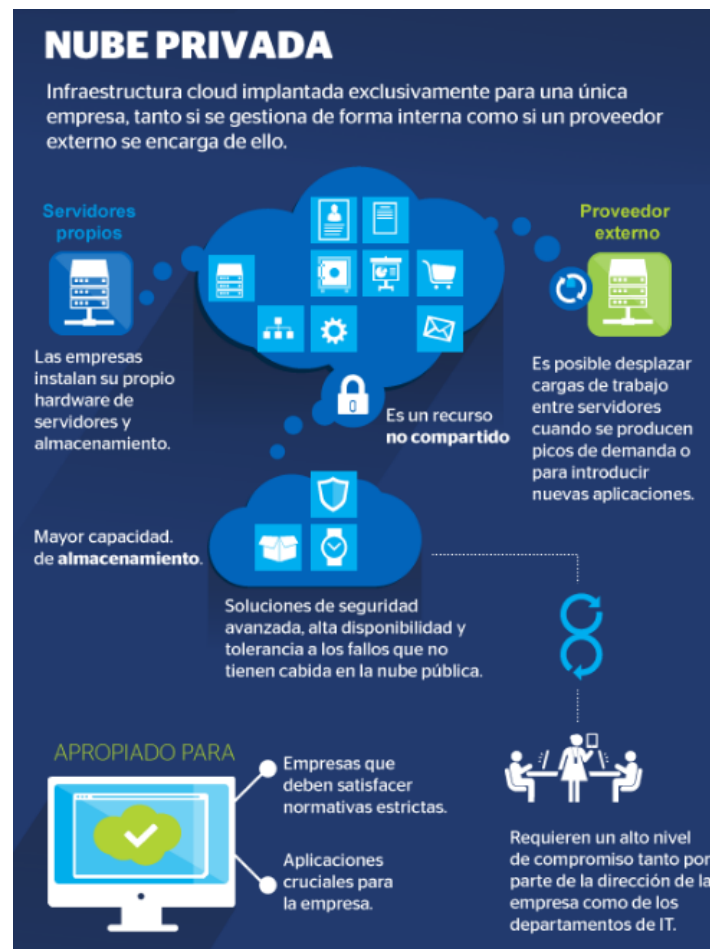 NUBE PRIVADA
Infraestructura cloud implantada exclusivamente para una única
empresa, tanto si se gestiona de forma interna como si un proveedor
externo se encarga de ello.
Servidores
propios
Las empresas
instalan su propio
hardware de
servidores y
almacenamiento.
Proveedor
externo
Es posible desplazar
cargas de trabajo
entre servidores
cuando se producen
picos de demanda o
para introducir
nuevas aplicaciones.
Es un recurso
no compartido
Mayor capacidad.
de almacenamiento.
Soluciones de seguridad
avanzada, alta disponibilidad y
tolerancia a los fallos que no
tienen cabida en la nube pública.
APROPIADO PARA
Empresas que
deben satisfacer
normativas estrictas.
Aplicaciones
cruciales para
la empresa.
Requieren un alto nivel
de compromiso tanto por
parte de la dirección de la
empresa como de los
departamentos de IT.